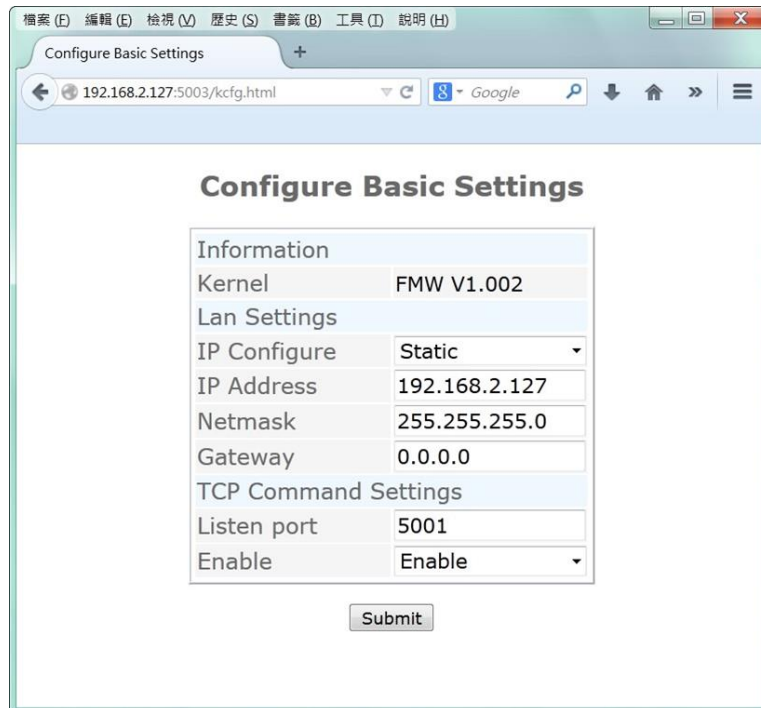 檔案(F) 編輯(E) 檢視(V) 歷史(S) 書籤(B) 工具(T) 說明(H)
Configure Basic Settings
192.168.2.127:5003/kcfg.html 8 Google
Configure Basic Settings
Information
Kernel FMW V1.002
Lan Settings
IP Configure Static
IP Address 192.168.2.127
Netmask 255.255.255.0
Gateway 0.0.0.0
TCP Command Settings
Listen port 5001
Enable Enable
Submit